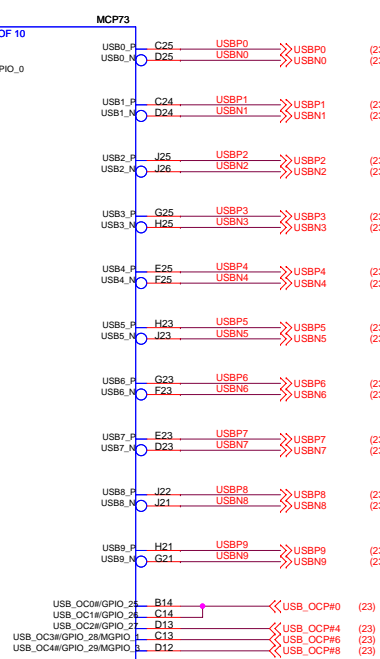 MCP73
OF 10
PIO_0
USB0_P C25 USBP0 USBP0 (23
USB0_N D25 USBN0 USBN0 (23
USB1_P C24 USBP1 USBP1 (23
USB1_N D24 USBN1 USBN1 (23
USB2_P J25 USBP2 USBP2 (23
USB2_N J26 USBN2 USBN2 (23
USB3_P G25 USBP3 USBP3 (23
USB3_N H25 USBN3 USBN3 (23
USB4_P E25 USBP4 USBP4 (23
USB4_N F25 USBN4 USBN4 (23
USB5_P H23 USBP5 USBP5 (23
USB5_N J23 USBN5 USBN5 (23
USB6_P G23 USBP6 USBP6 (23
USB6_N F23 USBN6 USBN6 (23
USB7_P E23 USBP7 USBP7 (23
USB7_N D23 USBN7 USBN7 (23
USB8_P J22 USBP8 USBP8 (23
USB8_N J21 USBN8 USBN8 (23
USB9_P H21 USBP9 USBP9 (23
USB9_N G21 USBN9 USBN9 (23
USB_OC0#/GPIO_25 B14 USB_OCP#0 (23)
USB_OC1#/GPIO_26 C14
USB_OC2#/GPIO_27 D13 USB_OCP#4 (23)
USB_OC3#/GPIO_28/MGPIO_1 C13 USB_OCP#6 (23)
USB_OC4#/GPIO_29/MGPIO_3 D12 USB_OCP#8 (23)